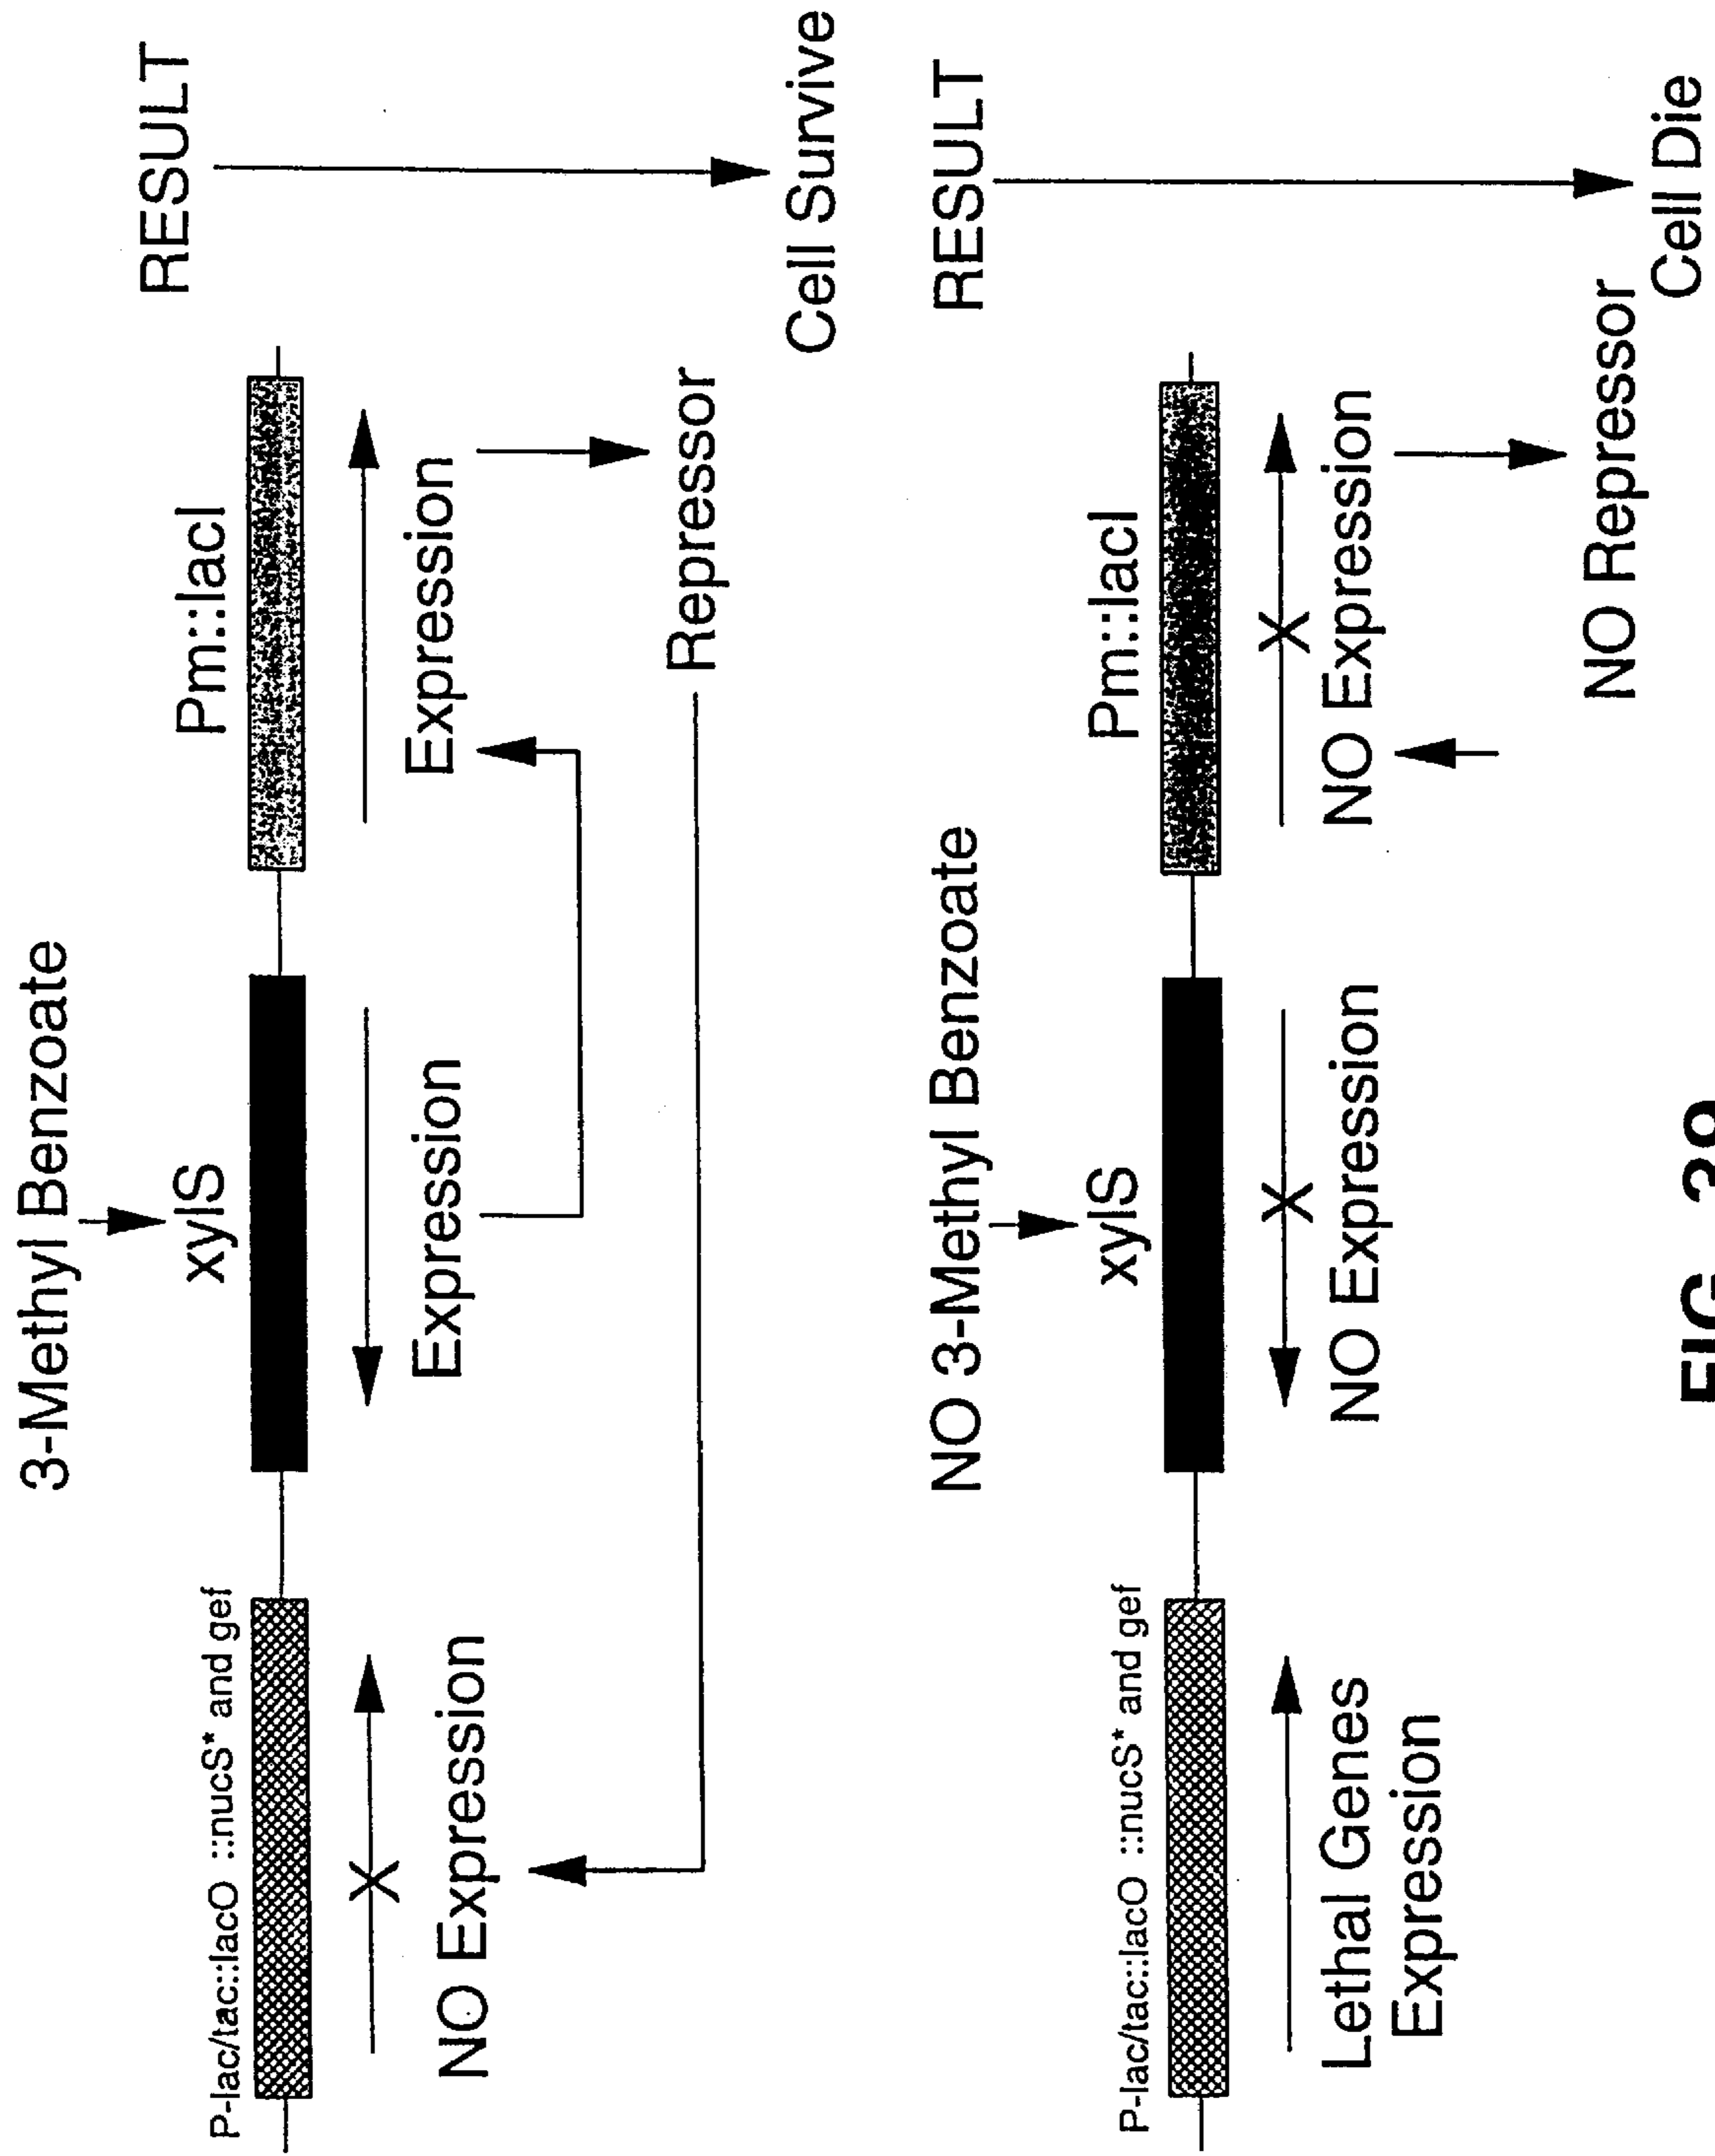 3-Methyl Benzoate
P-lac/tac::lacO ::nucS* and gef
xylS
Pm::lacI
RESULT
NO Expression
Expression
Expression
Repressor
Cell Survive
NO 3-Methyl Benzoate
P-lac/tac::lacO ::nucS* and gef
xylS
Pm::lacI
RESULT
X
X
X
Lethal Genes
Expression
NO Expression
NO Expression
NO Repressor
Cell Die